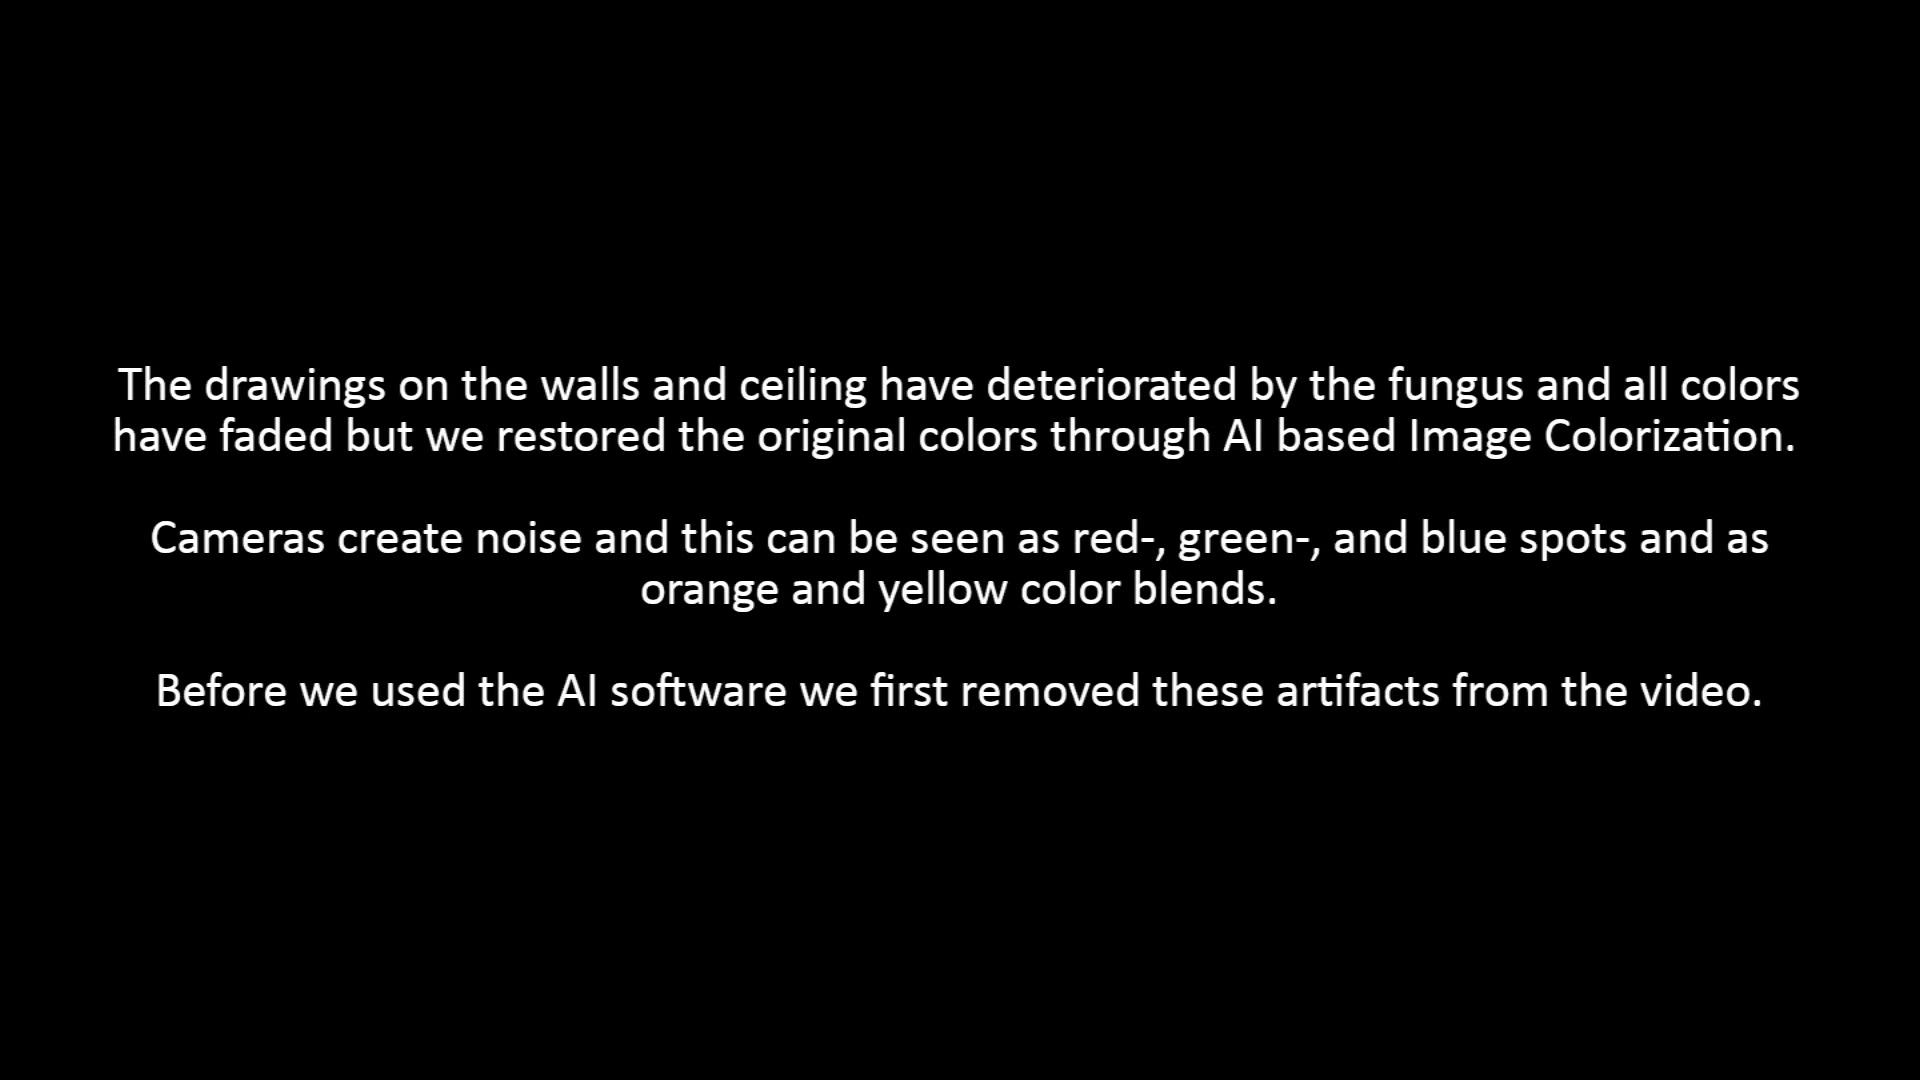 The drawings on the walls and ceiling have deteriorated by the fungus and all colors
have faded but we restored the original colors through AI based Image Colorization.
Cameras create noise and this can be seen as red-, green-, and blue spots and as
orange and yellow color blends.
Before we used the AI software we first removed these artifacts from the video.